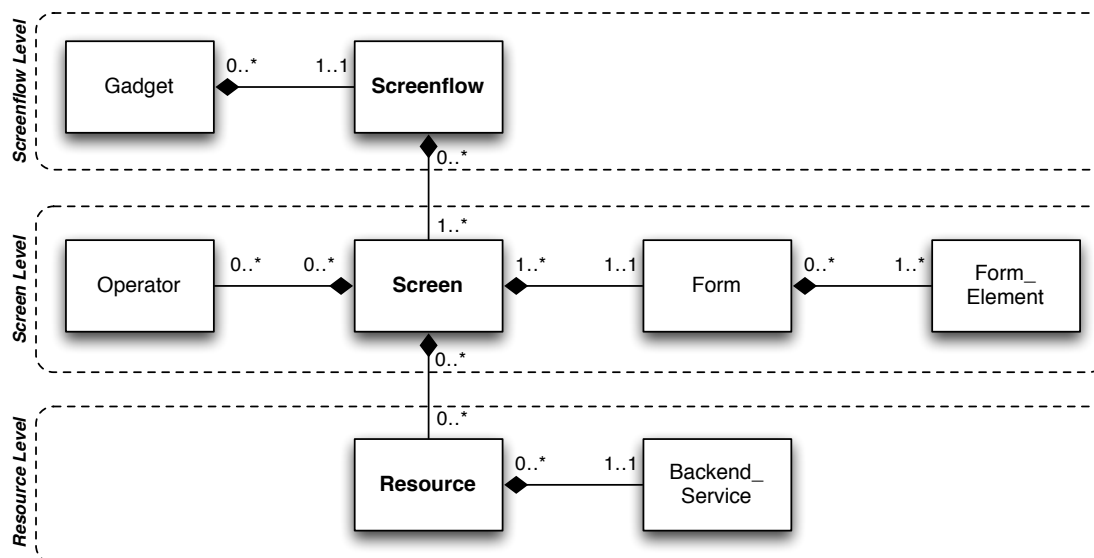 Screenflow Level
Gadget
0..*
1..1
Screenflow
0..*
Screen Level
1..*
Operator
0..*
0..*
Screen
1..*
1..1
Form
0..*
1..*
Form_
Element
0..*
Resource Level
0..*
Resource
0..*
1..1
Backend_
Service